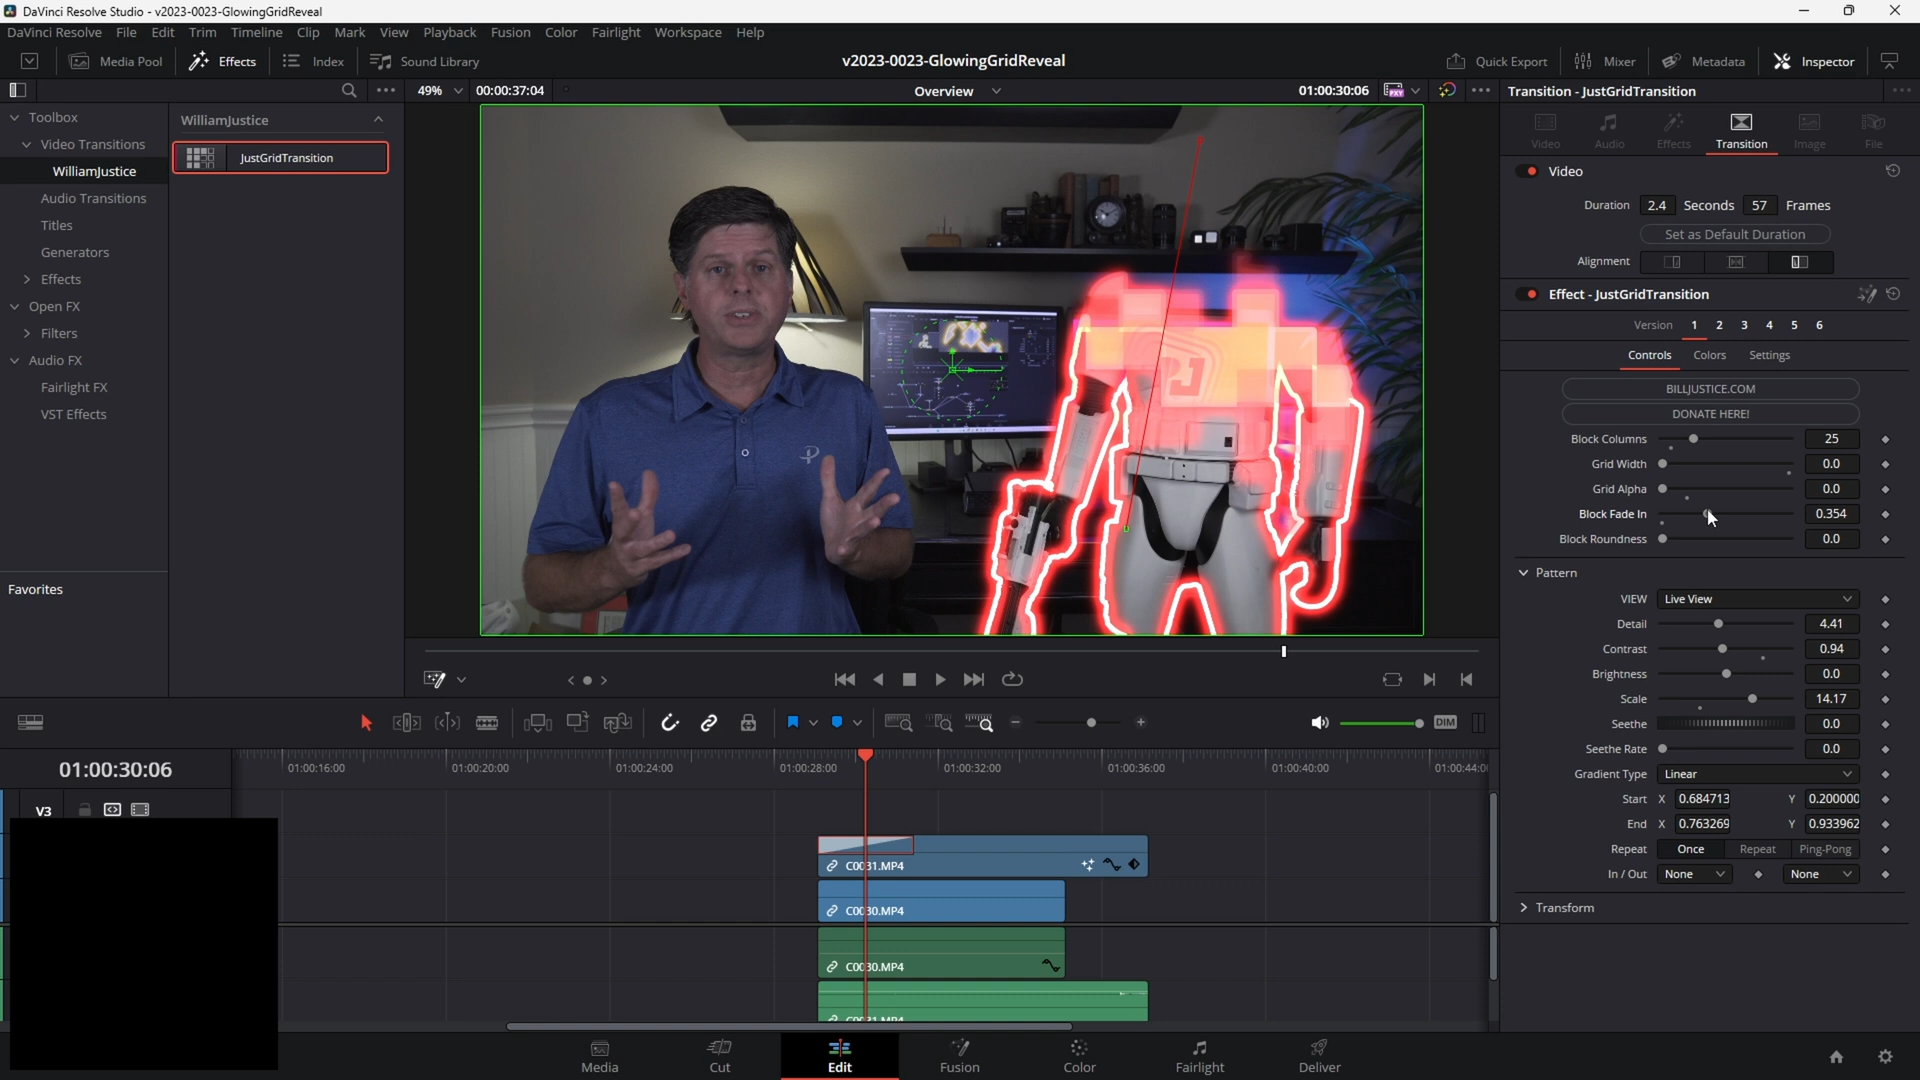 DaVinci Resolve Studio - v2023-0023-GlowingGridReveal
DaVinci Resolve File Edit Trim Timeline Clip Mark View Playback Fusion Color Fairlight Workspace Help
Media Pool Effects Index Sound Library v2023-0023-GlowingGridReveal Quick Export Mixer Metadata Inspector
49% 00:00:37:04 Overview 01:00:30:06 Transition - JustGridTransition
Toolbox
Video Transitions
WilliamJustice
Audio Transitions
Titles
Generators
Effects
Open FX
Filters
Audio FX
Fairlight FX
VST Effects
Favorites
WilliamJustice
JustGridTransition
Video Audio Effects Transition Image File
Video
Duration 2.4 Seconds 57 Frames
Set as Default Duration
Alignment
Effect - JustGridTransition
Version 1 2 3 4 5 6
Controls Colors Settings
BILLJUSTICE.COM
DONATE HERE!
Block Columns 25
Grid Width 0.0
Grid Alpha 0.0
Block Fade In 0.354
Block Roundness 0.0
Pattern
VIEW Live View
Detail 4.41
Contrast 0.94
Brightness 0.0
Scale 14.17
Seethe 0.0
Seethe Rate 0.0
Gradient Type Linear
Start X 0.684713 Y 0.200000
End X 0.763269 Y 0.933962
Repeat Once Repeat Ping-Pong
In / Out None None
Transform
DIM
01:00:30:06
01:00:16:00 01:00:20:00 01:00:24:00 01:00:28:00 01:00:32:00 01:00:36:00 01:00:40:00 01:00:44:00
V3
C0031.MP4
C0030.MP4
C0030.MP4
C0031.MP4
Media Cut Edit Fusion Color Fairlight Deliver